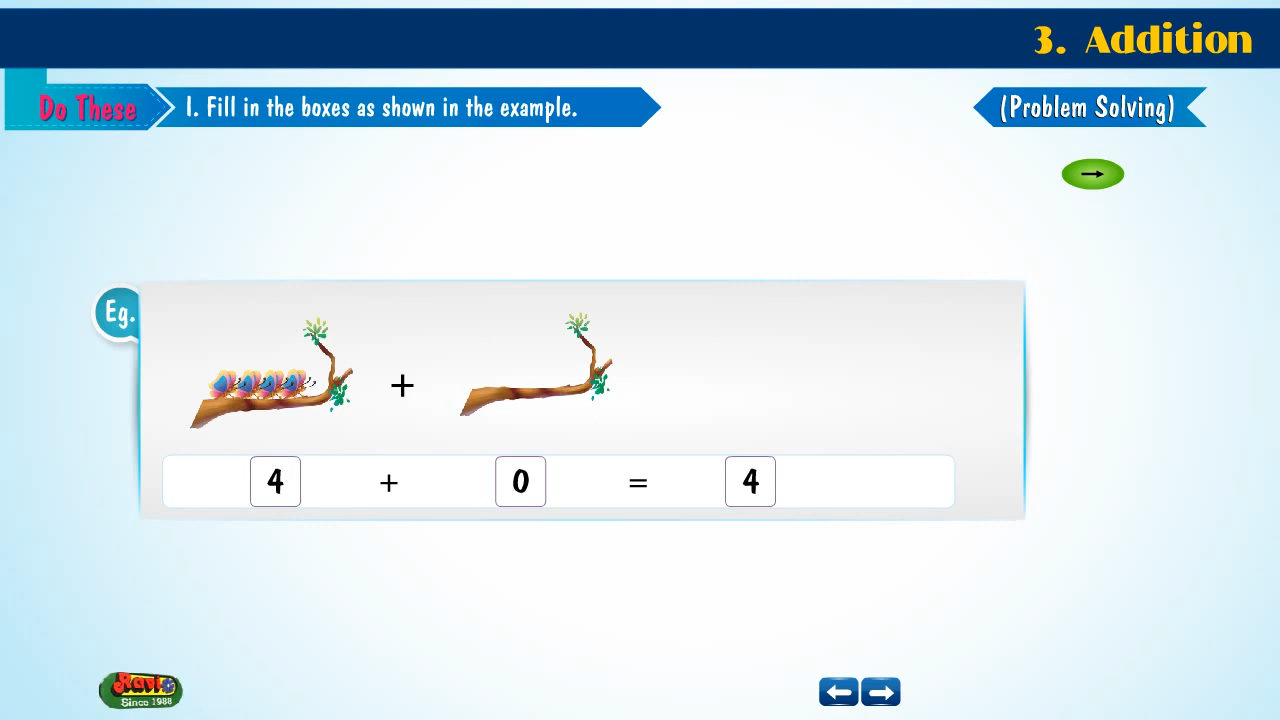 3. Addition
Do These
1. Fill in the boxes as shown in the example.
(Problem Solving)
→
Eg.
+
4 + 0 = 4
Since 1988